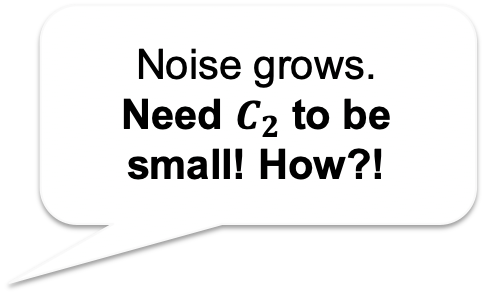 Noise grows.
Need 𝑪₂ to be
small! How?!